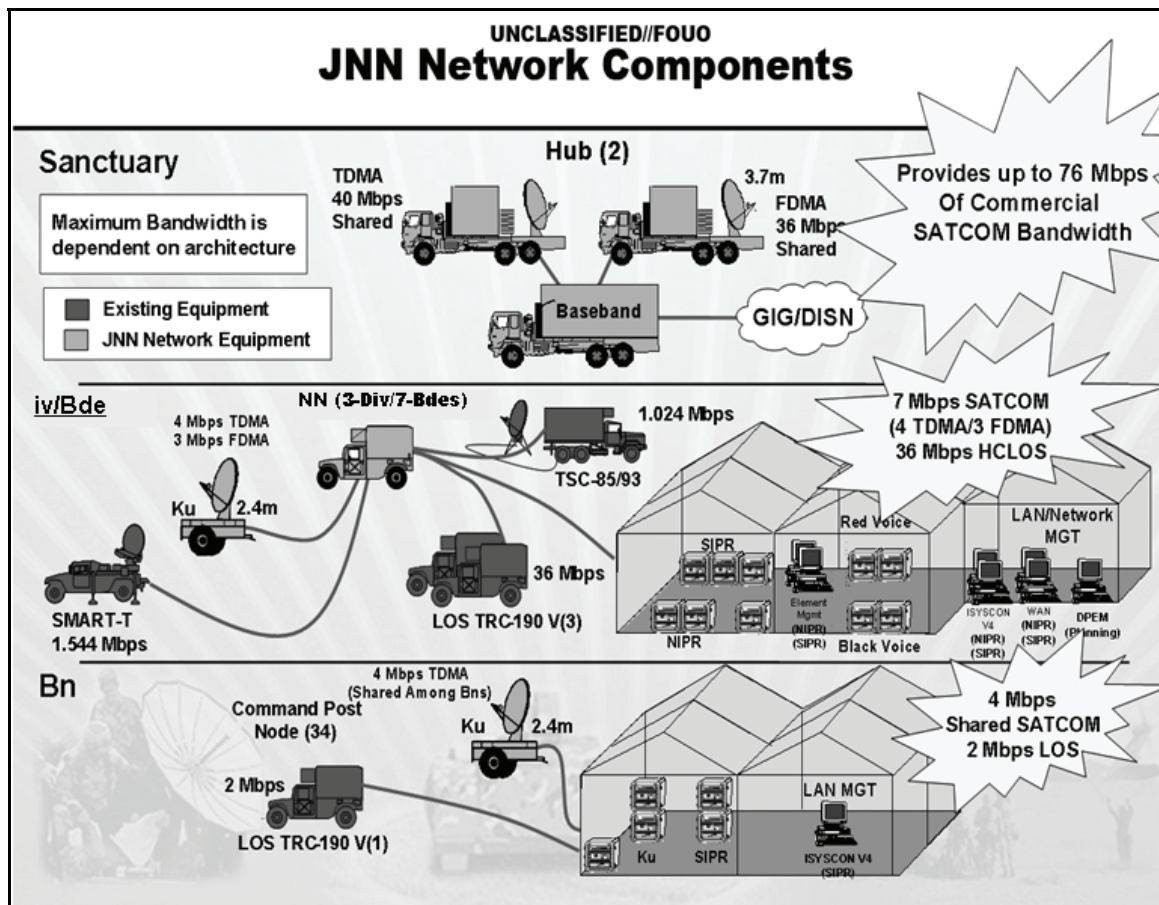 UNCLASSIFIED//FOUO
JNN Network Components
Sanctuary
Maximum Bandwidth is
dependent on architecture
Existing Equipment
JNN Network Equipment
Hub (2)
TDMA
40 Mbps
Shared
3.7m
FDMA
36 Mbps
Shared
Baseband
GIG/DISN
Provides up to 76 Mbps
Of Commercial
SATCOM Bandwidth
iv/Bde
NN (3-Div/7-Bdes)
4 Mbps TDMA
3 Mbps FDMA
Ku
2.4m
SMART-T
1.544 Mbps
1.024 Mbps
TSC-85/93
36 Mbps
LOS TRC-190 V(3)
7 Mbps SATCOM
(4 TDMA/3 FDMA)
36 Mbps HCLOS
SIPR
NIPR
Element
Mgmt
(NIPR)
(SIPR)
Red Voice
Black Voice
LAN/Network
MGT
ISYSCON
V4
(NIPR)
(SIPR)
WAN
(NIPR)
(SIPR)
DPEM
(Planning)
Bn
Command Post
Node (34)
2 Mbps
LOS TRC-190 V(1)
4 Mbps TDMA
(Shared Among Bns)
Ku
2.4m
Ku
SIPR
LAN MGT
ISYSCON V4
(SIPR)
4 Mbps
Shared SATCOM
2 Mbps LOS